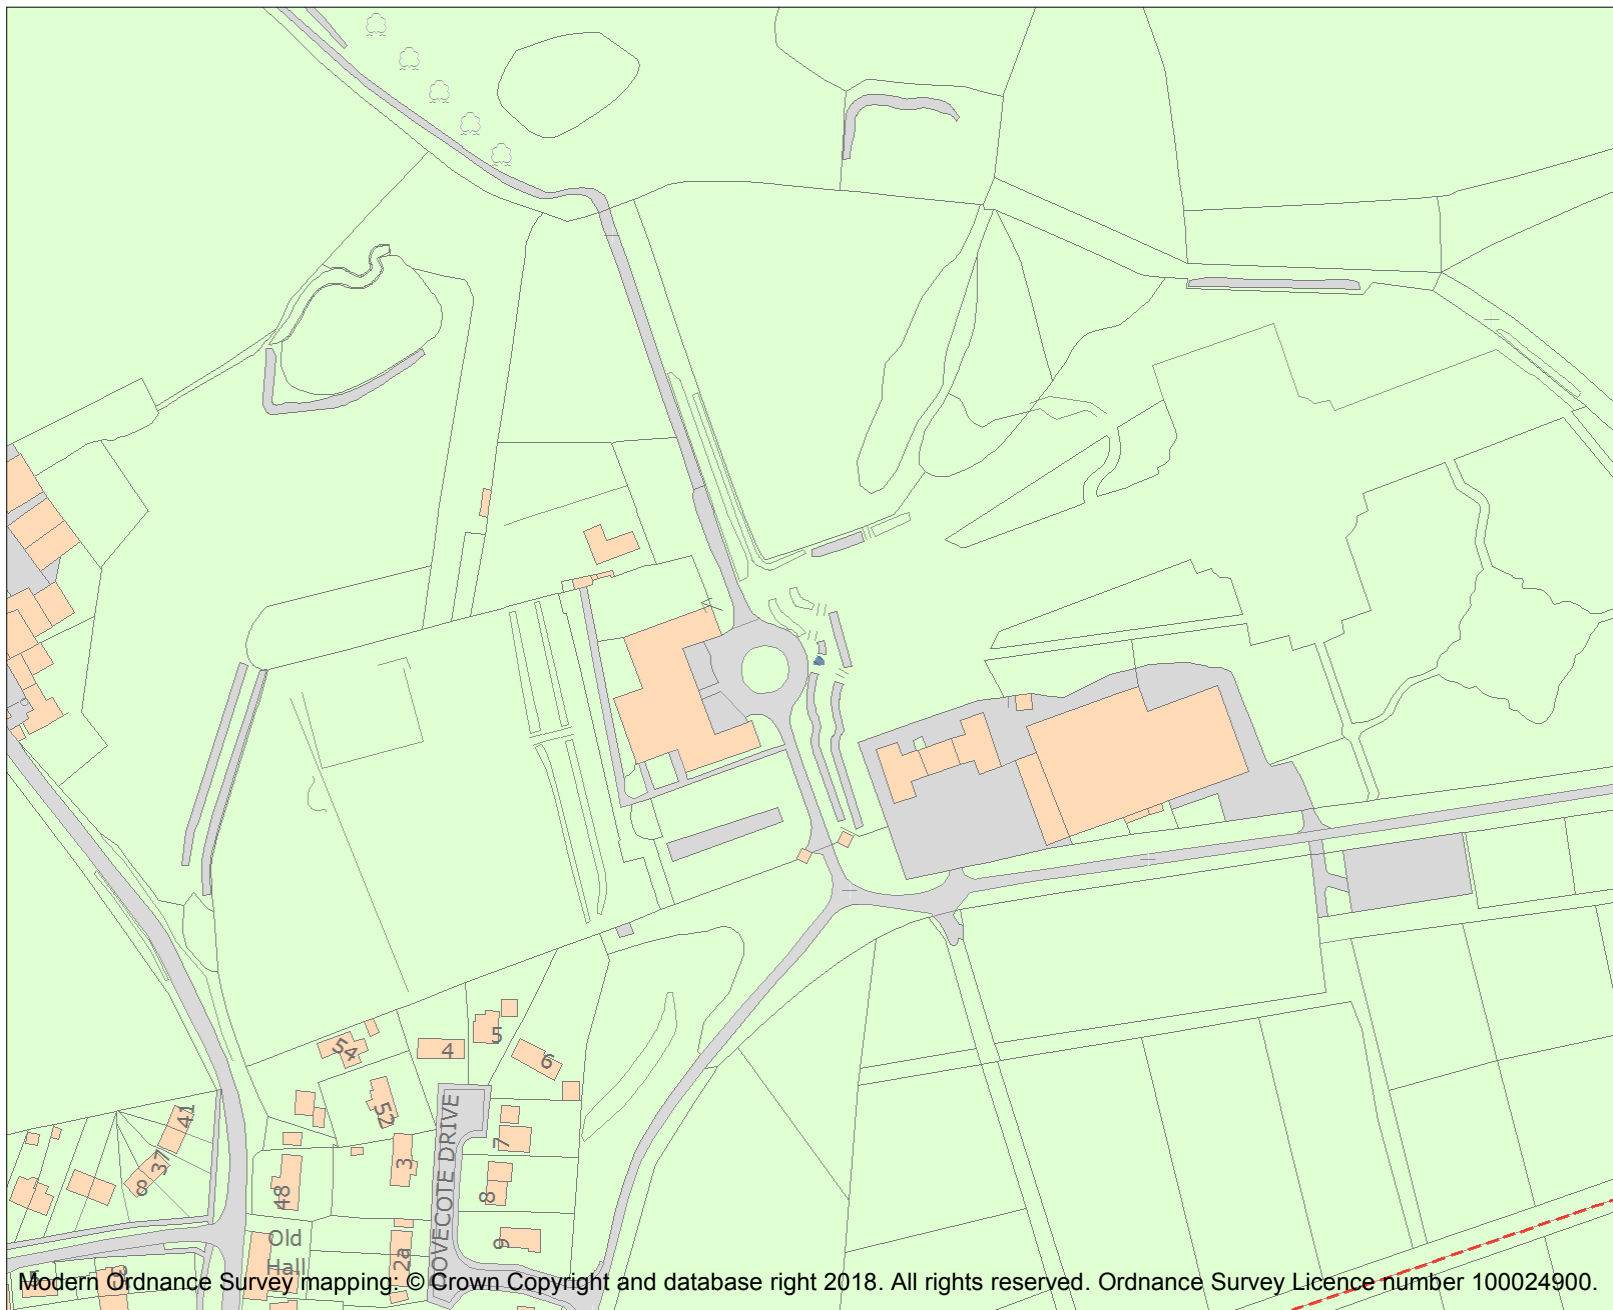 54
4
5
6
52
DOVECOTE DRIVE
41
37
8
7
3
8
48
9
Old
Hall
2a
Modern Ordnance Survey mapping: © Crown Copyright and database right 2018. All rights reserved. Ordnance Survey Licence number 100024900.